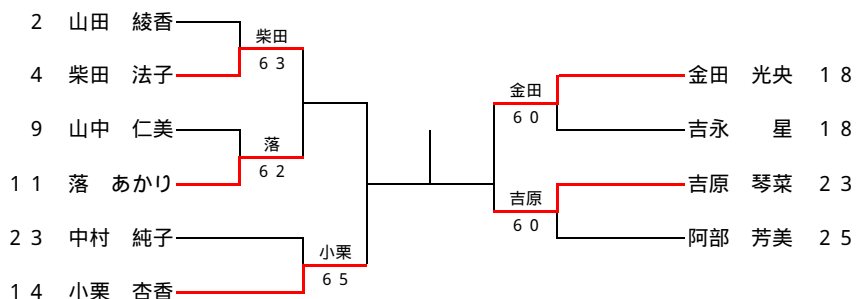 2 山田 綾香
柴田
6 3
4 柴田 法子
9 山中 仁美
落
6 2
1 1 落 あかり
2 3 中村 純子
小栗
6 5
1 4 小栗 杏香
金田 光央 1 8
金田
6 0
吉永 星 1 8
吉原 琴菜 2 3
吉原
6 0
阿部 芳美 2 5